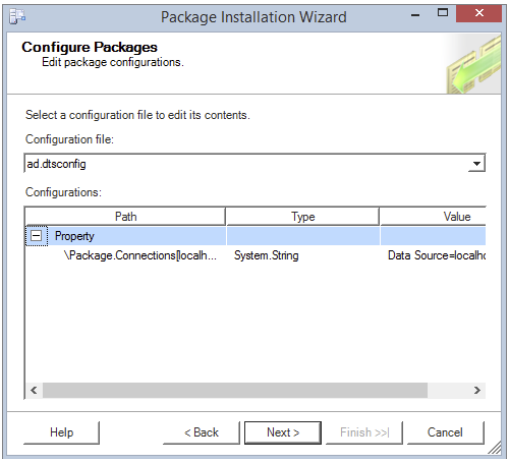 Package Installation Wizard
Configure Packages
Edit package configurations.
Select a configuration file to edit its contents.
Configuration file:
ad.dtsconfig
Configurations:
Path Type Value
Property
\Package.Connections[localh... System.String Data Source=localho
Help < Back Next > Finish >>| Cancel